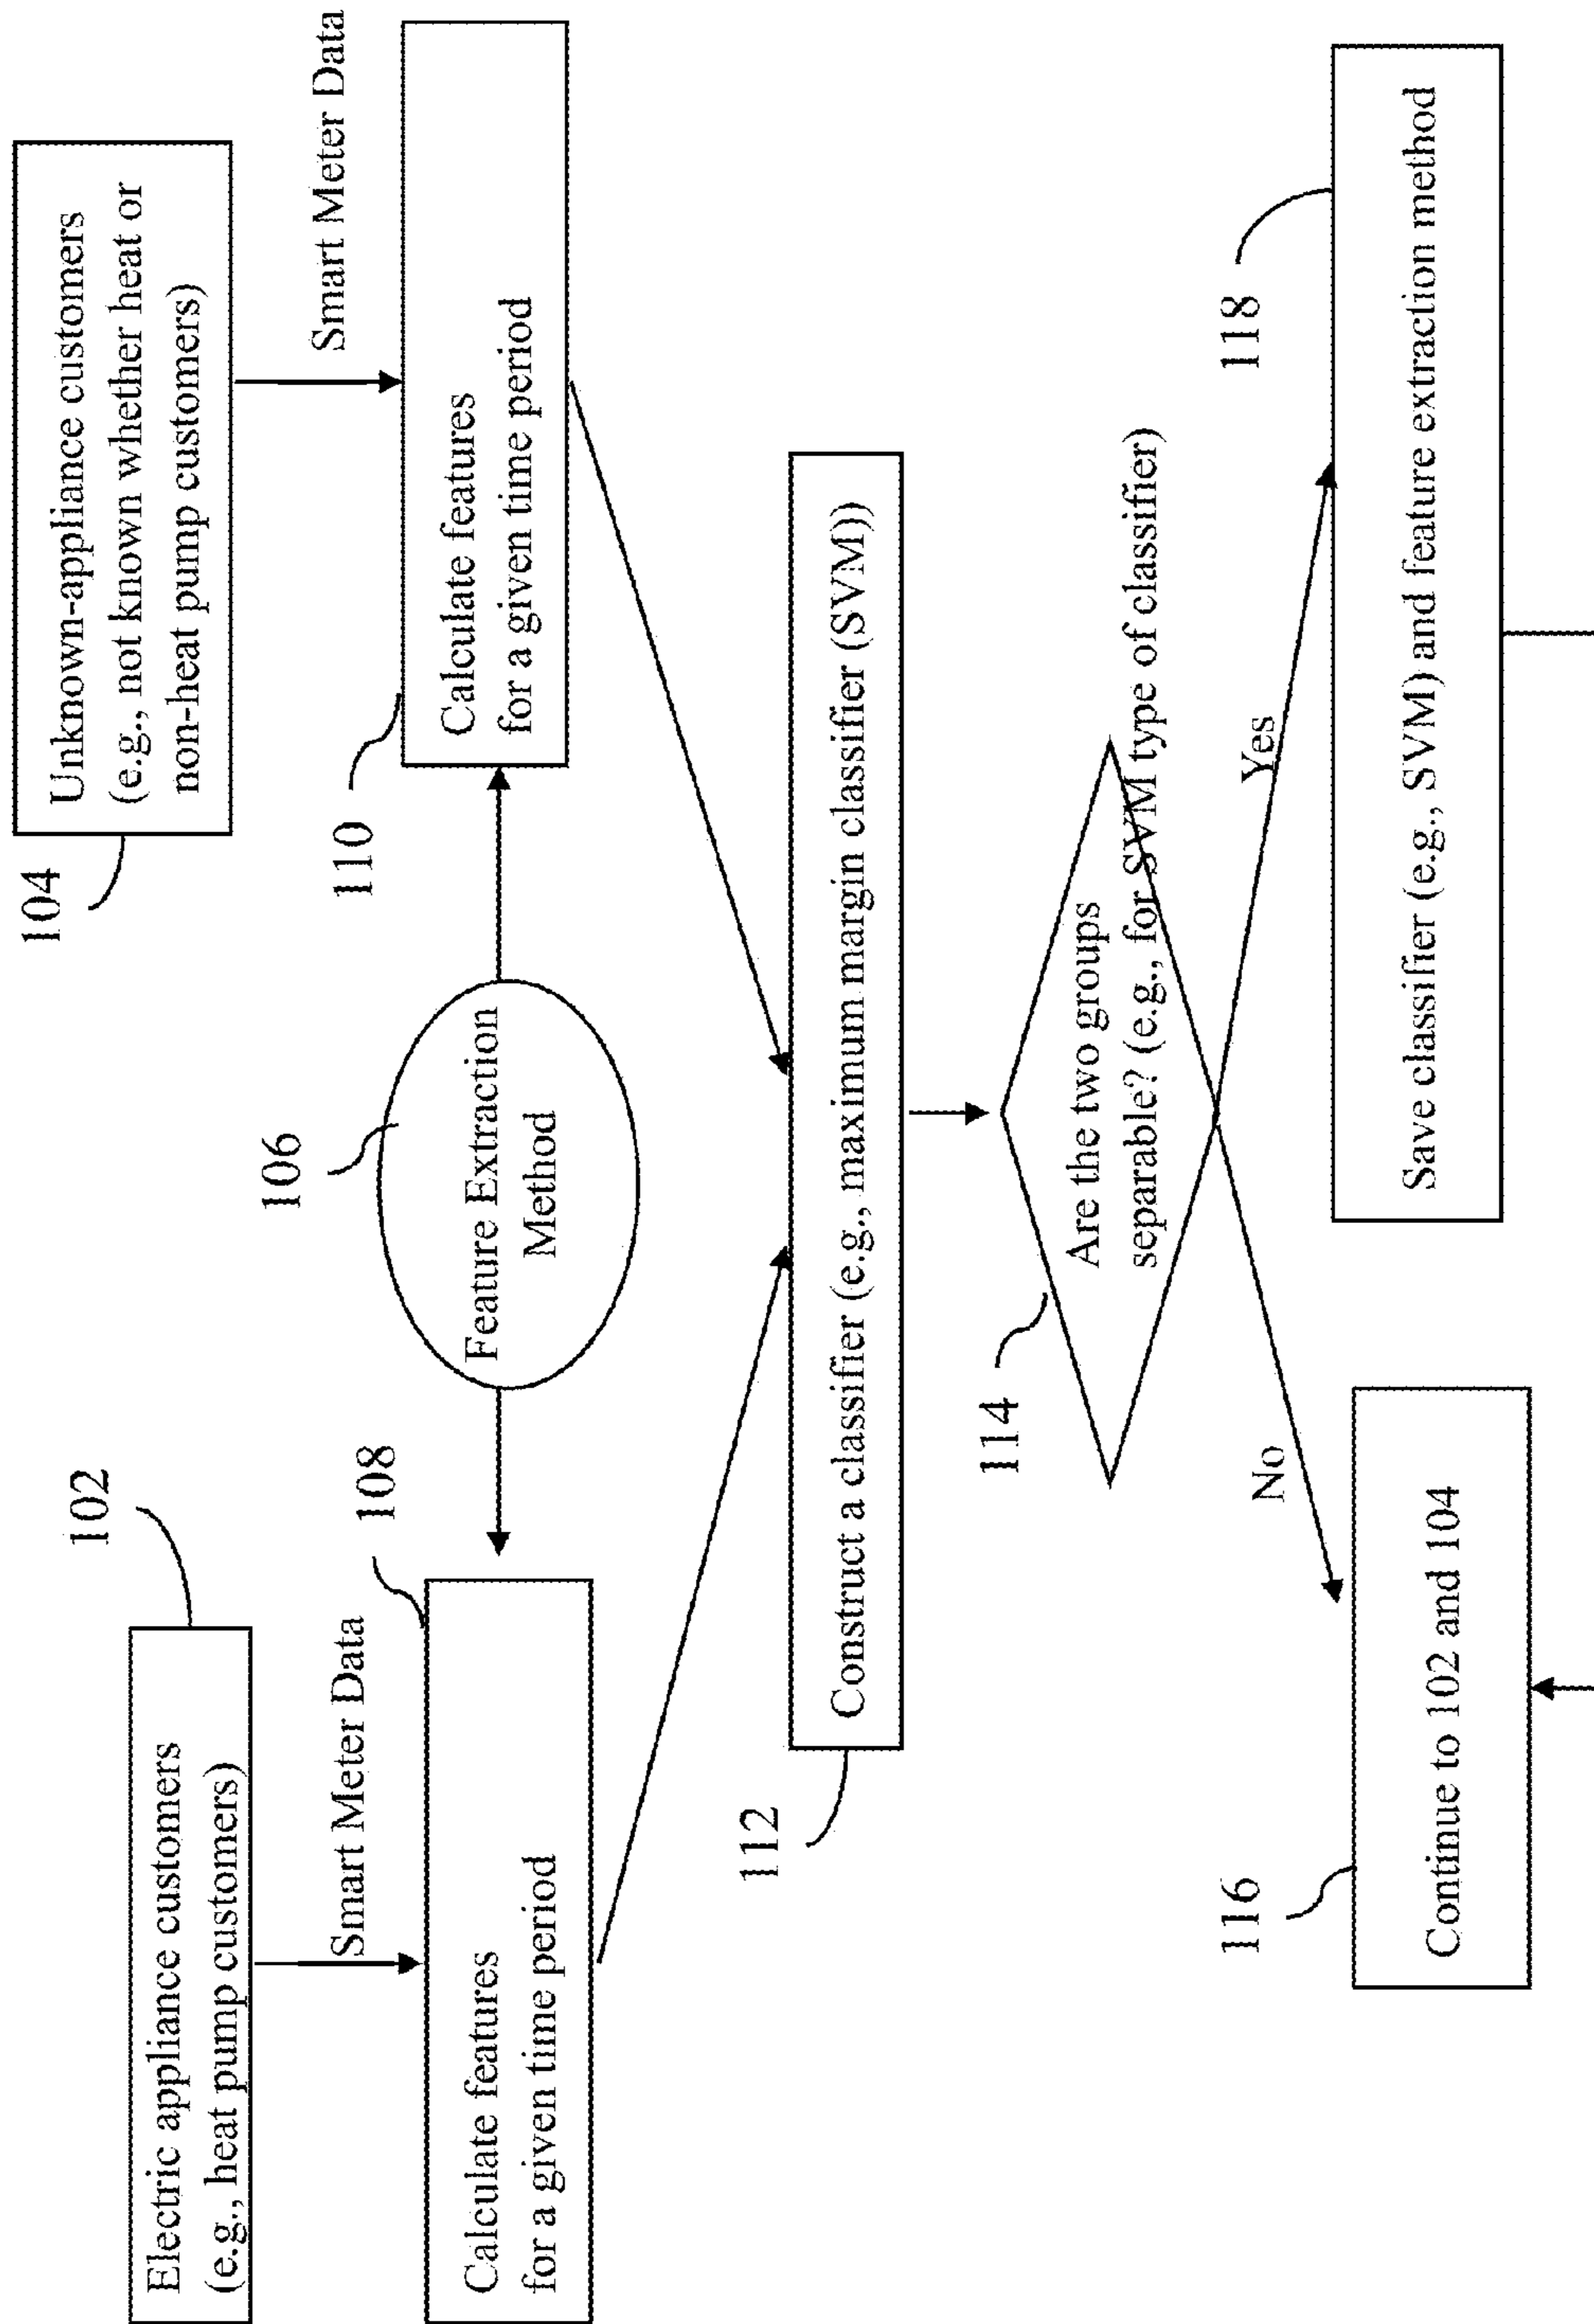 102
Electric appliance customers
(e.g., heat pump customers)
104
Unknown-appliance customers
(e.g., not known whether heat or
non-heat pump customers)
Smart Meter Data
Smart Meter Data
108
Calculate features
for a given time period
106
Feature Extraction
Method
110
Calculate features
for a given time period
112
Construct a classifier (e.g., maximum margin classifier (SVM))
114
Are the two groups
separable? (e.g., for SVM type of classifier)
No
Yes
116
Continue to 102 and 104
118
Save classifier (e.g., SVM) and feature extraction method